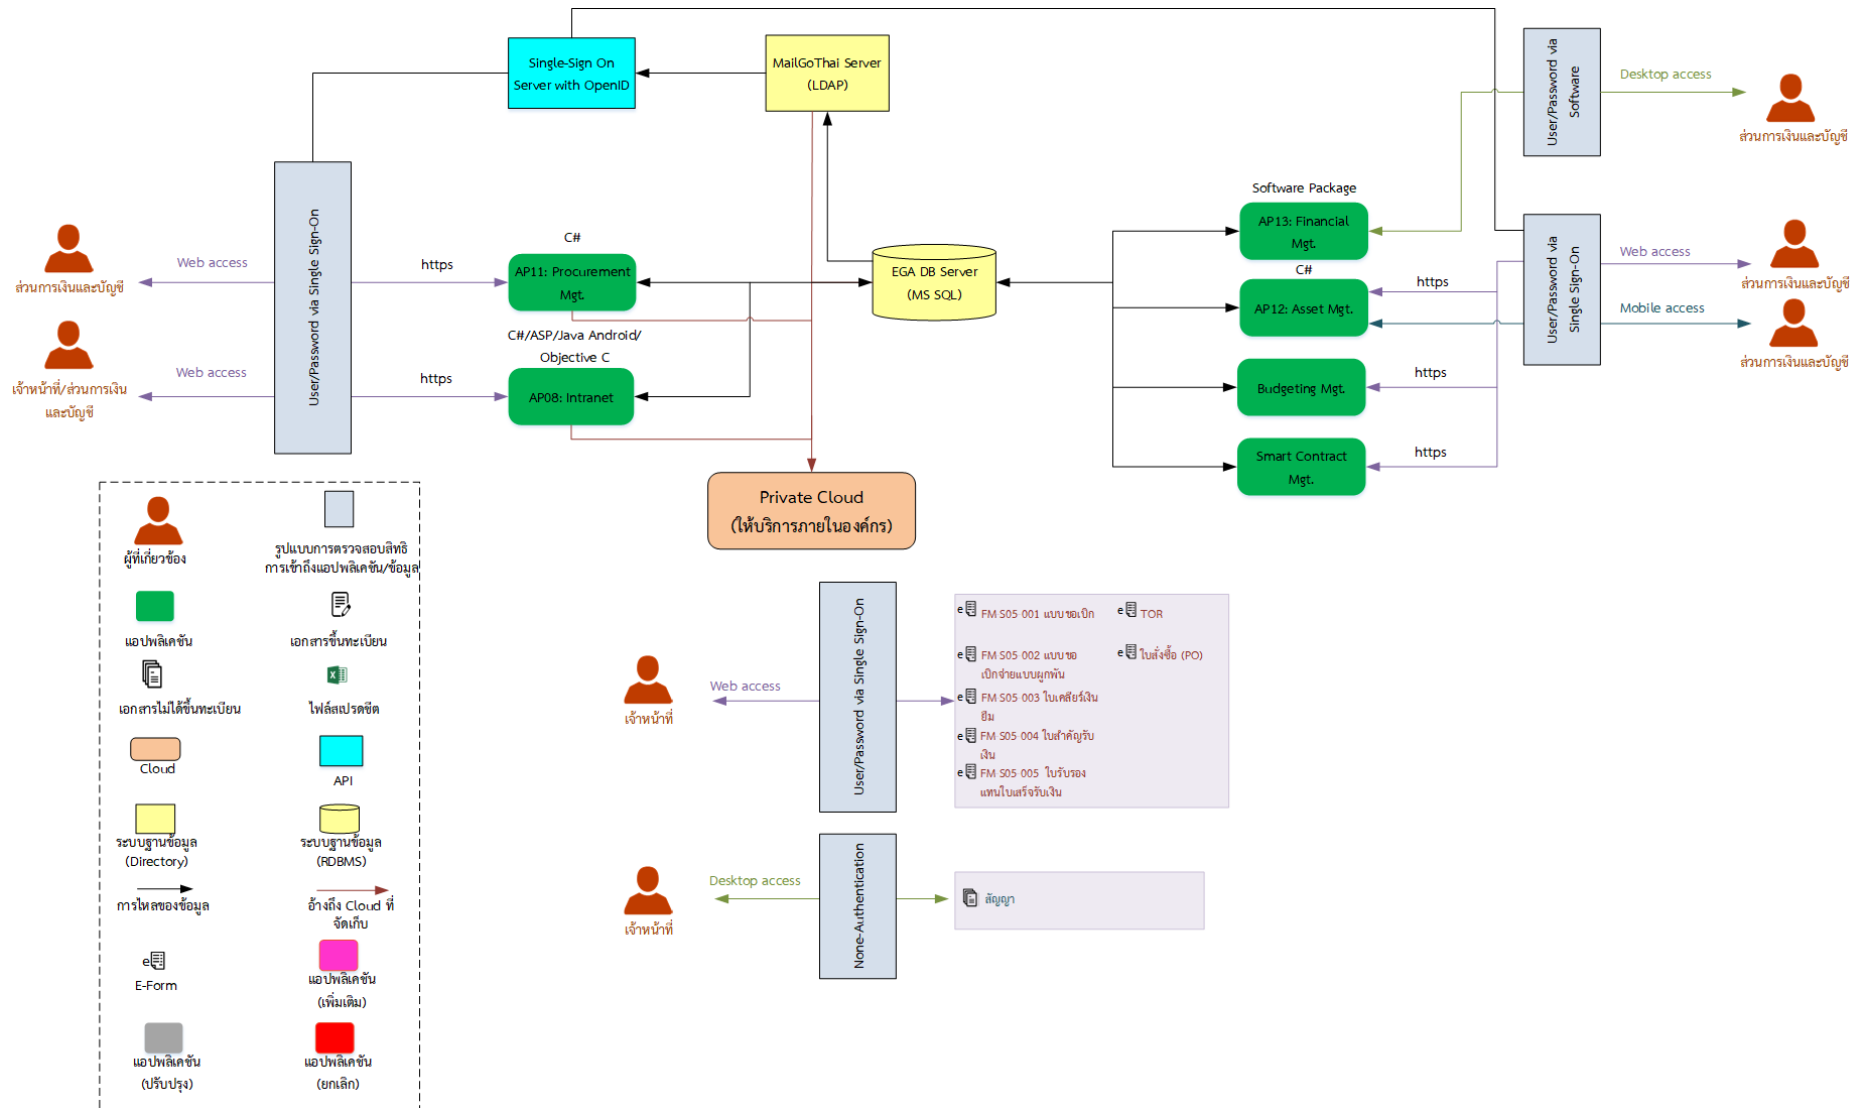 Single-Sign On
Server with OpenID
MailGoThai Server
(LDAP)
User/Password via
Software
Desktop access
ส่วนการเงินและบัญชี
User/Password via Single Sign-On
Web access
ส่วนการเงินและบัญชี
Web access
เจ้าหน้าที่/ส่วนการเงิน
และบัญชี
https
https
C#
AP11: Procurement
Mgt.
C#/ASP/Java Android/
Objective C
AP08: Intranet
EGA DB Server
(MS SQL)
Software Package
AP13: Financial
Mgt.
C#
AP12: Asset Mgt.
Budgeting Mgt.
Smart Contract
Mgt.
https
https
https
User/Password via
Single Sign-On
Web access
ส่วนการเงินและบัญชี
Mobile access
ส่วนการเงินและบัญชี
Private Cloud
(ให้บริการภายในองค์กร)
ผู้ที่เกี่ยวข้อง
รูปแบบการตรวจสอบสิทธิ
การเข้าถึงแอปพลิเคชัน/ข้อมูล
แอปพลิเคชัน
เอกสารขึ้นทะเบียน
เอกสารไม่ได้ขึ้นทะเบียน
ไฟล์สเปรดชีต
Cloud
API
ระบบฐานข้อมูล
(Directory)
ระบบฐานข้อมูล
(RDBMS)
การไหลของข้อมูล
อ้างถึง Cloud ที่
จัดเก็บ
e
E-Form
แอปพลิเคชัน
(เพิ่มเติม)
แอปพลิเคชัน
(ปรับปรุง)
แอปพลิเคชัน
(ยกเลิก)
เจ้าหน้าที่
Web access
User/Password via Single Sign-On
e FM-S05-001 แบบขอเบิก
e TOR
e FM-S05-002 แบบขอ
เบิกจ่ายแบบผูกพัน
e ใบสั่งซื้อ (PO)
e FM-S05-003 ใบเคลียร์เงิน
ยืม
e FM-S05-004 ใบสำคัญรับ
เงิน
e FM-S05-005 ใบรับรอง
แทนใบเสร็จรับเงิน
เจ้าหน้าที่
Desktop access
None-Authentication
สัญญา